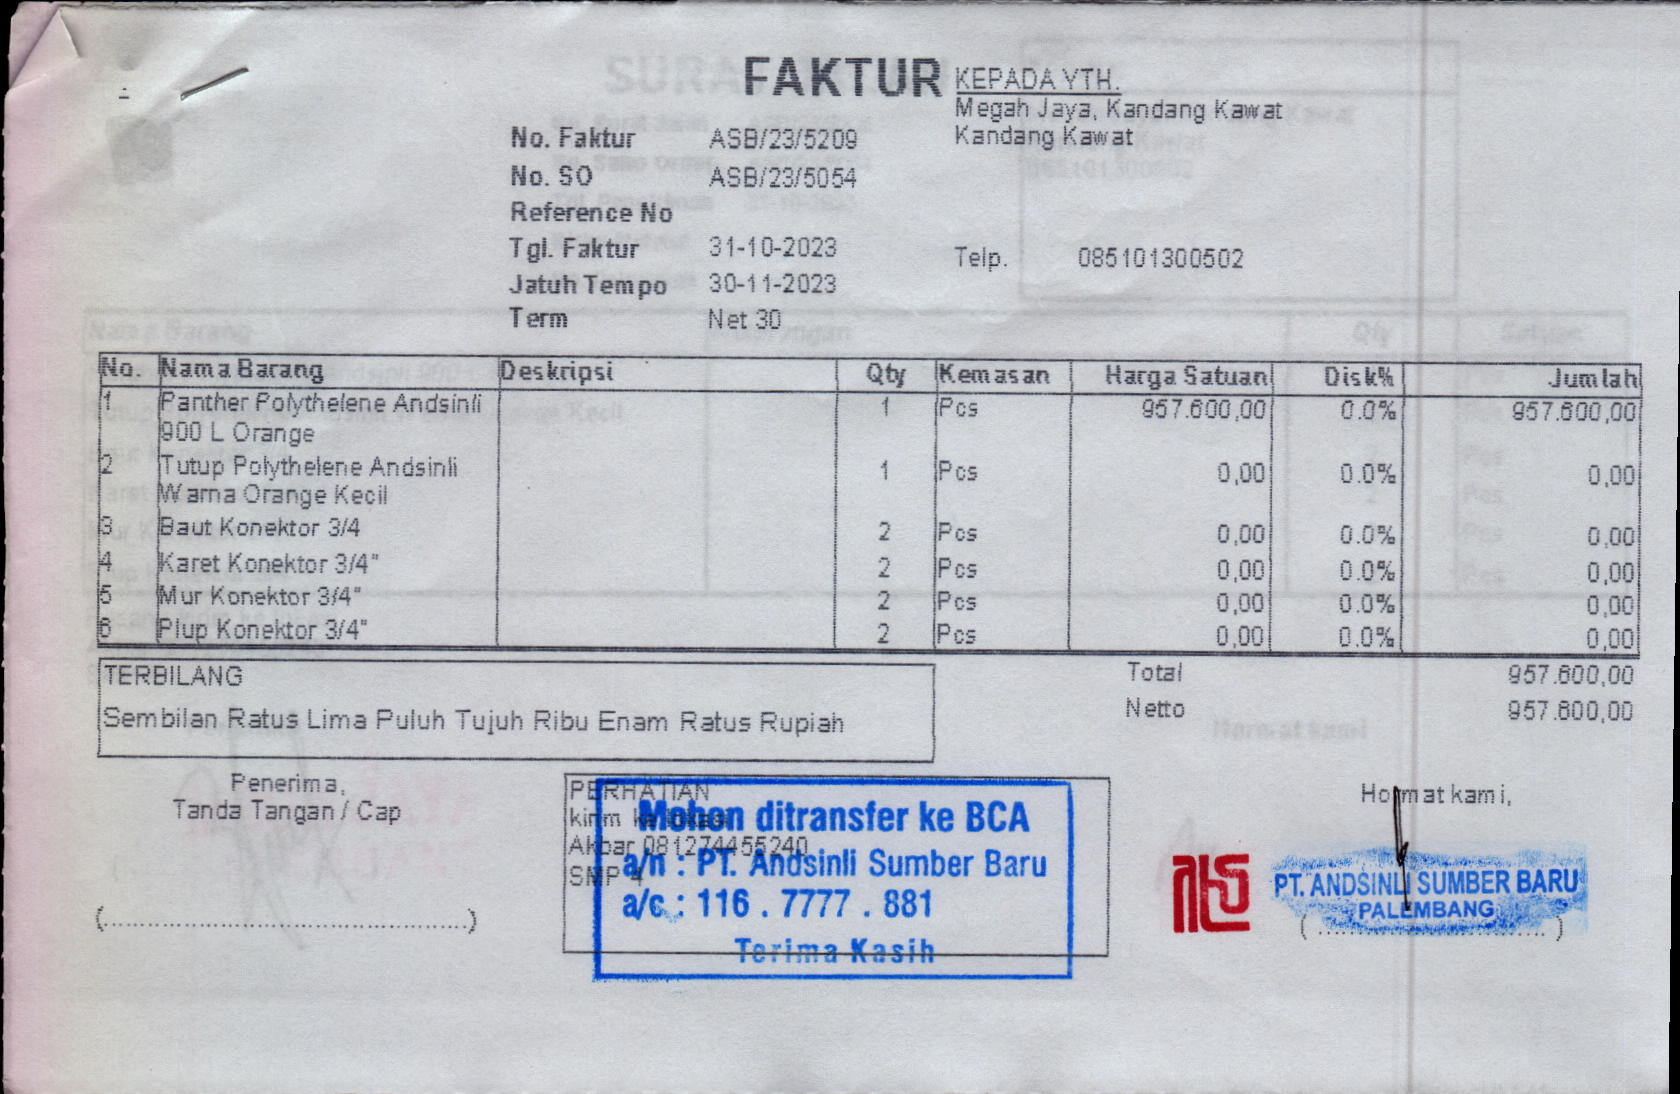 FAKTUR
KEPADA YTH.
Megah Jaya, Kandang Kawat
Kandang Kawat
No. Faktur ASB/23/5209
No. SO ASB/23/5054
Reference No
Tgl. Faktur 31-10-2023
Telp. 085101300502
Jatuh Tempo 30-11-2023
Term Net 30
No. Nama Barang Deskripsi Qty Kemasan Harga Satuan Disk% Jumlah
1 Panther Polythelene Andsinli 1 Pcs 957.600,00 0.0% 957.600,00
900 L Orange
2 Tutup Polythelene Andsinli 1 Pcs 0,00 0.0% 0,00
Warna Orange Kecil
3 Baut Konektor 3/4 2 Pcs 0,00 0.0% 0,00
4 Karet Konektor 3/4" 2 Pcs 0,00 0.0% 0,00
5 Mur Konektor 3/4" 2 Pcs 0,00 0.0% 0,00
6 Plup Konektor 3/4" 2 Pcs 0,00 0.0% 0,00
TERBILANG
Sembilan Ratus Lima Puluh Tujuh Ribu Enam Ratus Rupiah
Total 957.600,00
Netto 957.600,00
Penerima,
Tanda Tangan / Cap
(..............................................)
PERHATIAN
kirim ke lokasi
Akbar 081274455240
SMP 4
Mohon ditransfer ke BCA
a/n : PT. Andsinli Sumber Baru
a/c : 116 . 7777 . 881
Terima Kasih
Hormat kami,
PT. ANDSINLI SUMBER BARU
PALEMBANG
( ............................. )